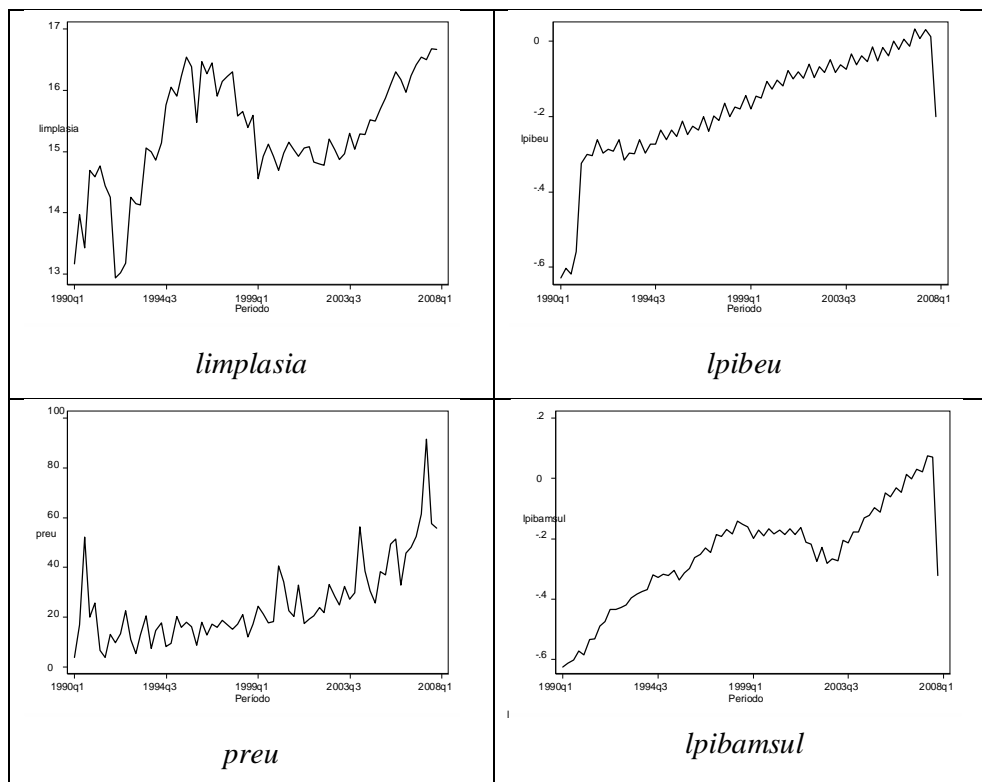 17
16
15
14
13
limplasia
1990q1 1994q3 1999q1 2003q3 2008q1
Periodo
limplasia
0
-.2
-.4
-.6
lpibeu
1990q1 1994q3 1999q1 2003q3 2008q1
Periodo
lpibeu
100
80
60
40
20
0
preu
1990q1 1994q3 1999q1 2003q3 2008q1
Período
preu
.2
0
-.2
-.4
-.6
lpibamsul
1990q1 1994q3 1999q1 2003q3 2008q1
Periodo
l
lpibamsul